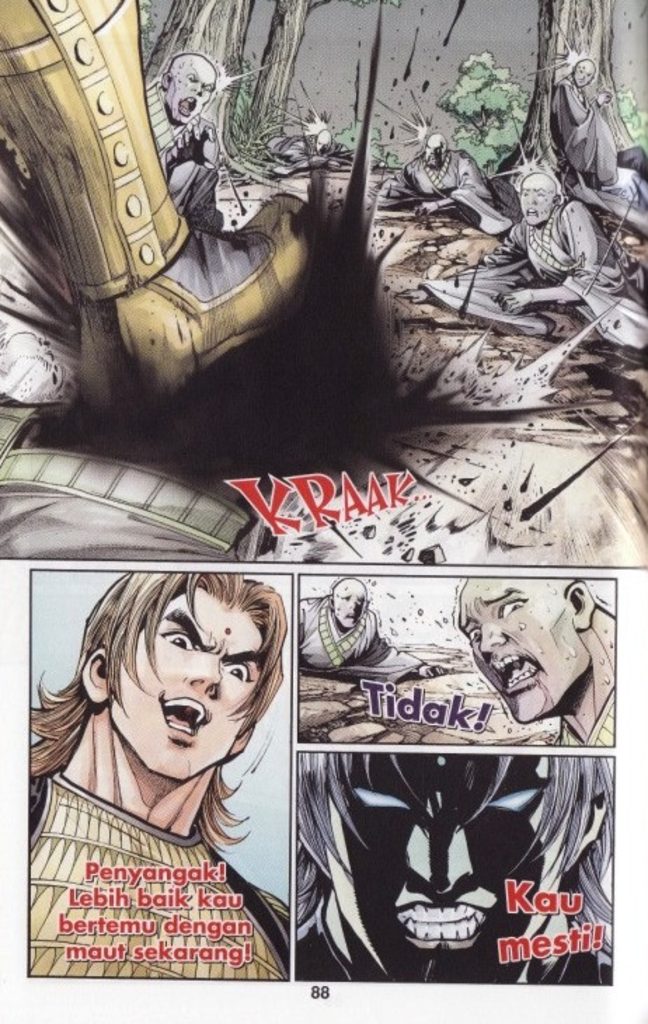 KRAAK...
Penyangak!
Lebih baik kau
bertemu dengan
maut sekarang!
Tidak!
Kau
mesti!
88